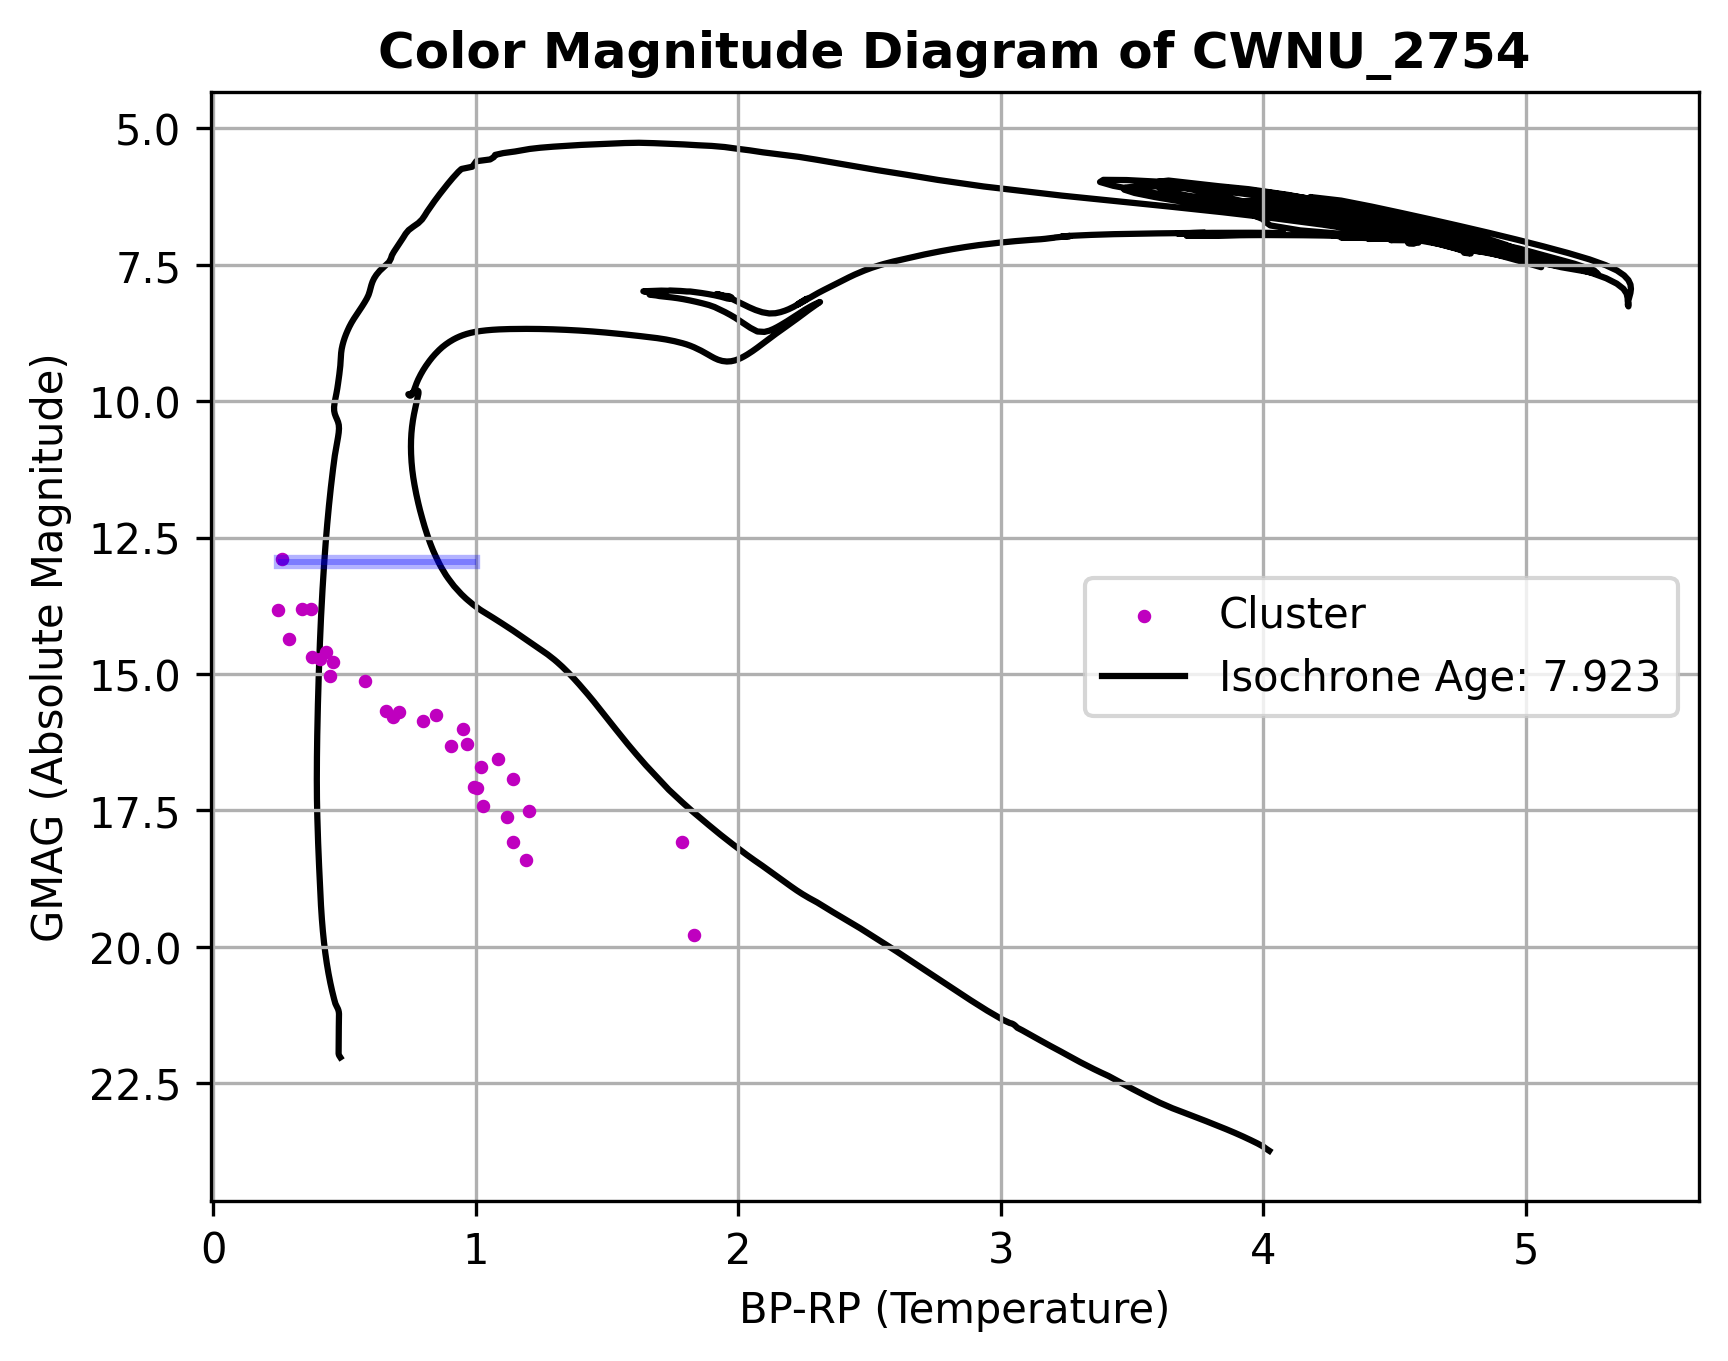 Color Magnitude Diagram of CWNU_2754
GMAG (Absolute Magnitude)
5.0
7.5
10.0
12.5
15.0
17.5
20.0
22.5
Cluster
Isochrone Age: 7.923
0 1 2 3 4 5
BP-RP (Temperature)